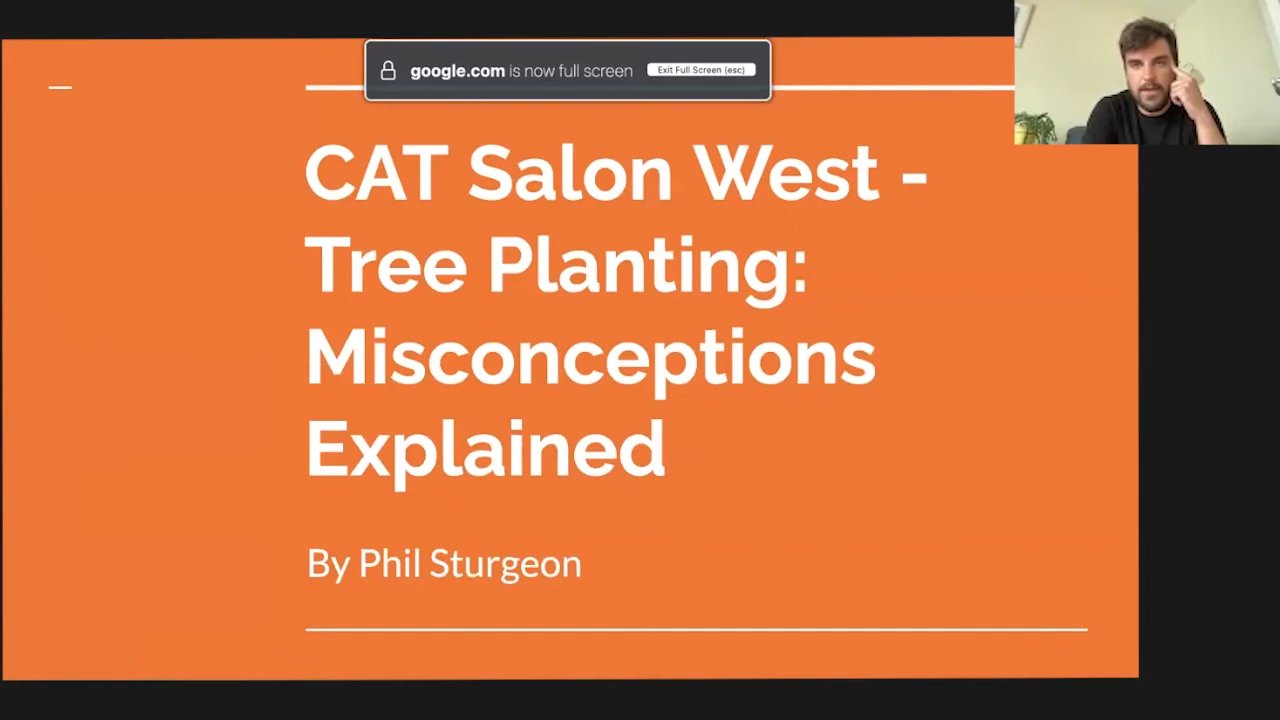 google.com is now full screen
Exit Full Screen (esc)
CAT Salon West -
Tree Planting:
Misconceptions
Explained
By Phil Sturgeon